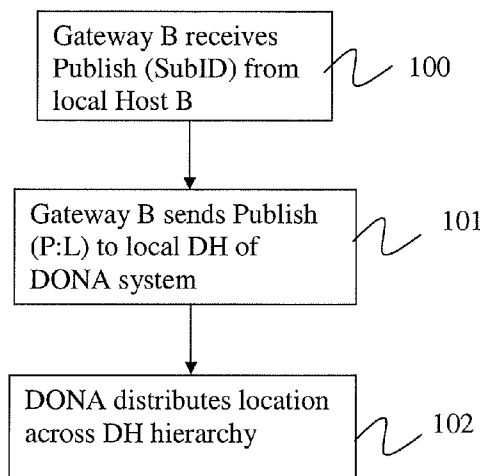 Gateway B receives
Publish (SubID) from
local Host B
100
Gateway B sends Publish
(P:L) to local DH of
DONA system
101
DONA distributes location
across DH hierarchy
102